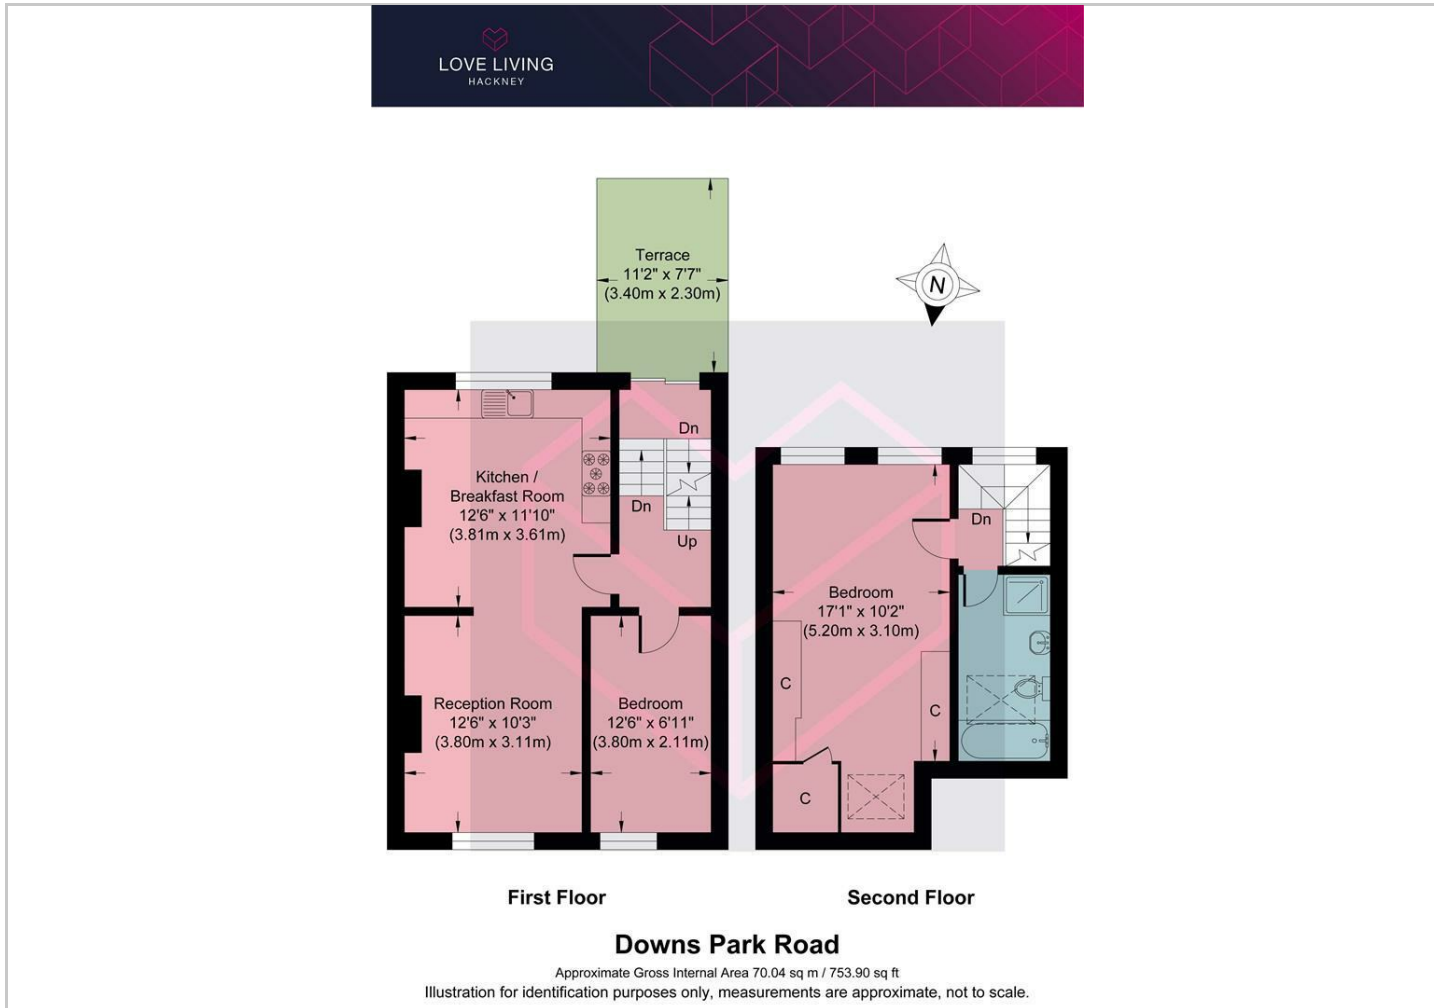 LOVE LIVING
HACKNEY
Terrace
11'2" x 7'7"
(3.40m x 2.30m)
N
Dn
Kitchen /
Breakfast Room
12'6" x 11'10"
(3.81m x 3.61m)
Dn
Up
Dn
Bedroom
17'1" x 10'2"
(5.20m x 3.10m)
Reception Room
12'6" x 10'3"
(3.80m x 3.11m)
Bedroom
12'6" x 6'11"
(3.80m x 2.11m)
C
C
C
First Floor
Second Floor
Downs Park Road
Approximate Gross Internal Area 70.04 sq m / 753.90 sq ft
Illustration for identification purposes only, measurements are approximate, not to scale.